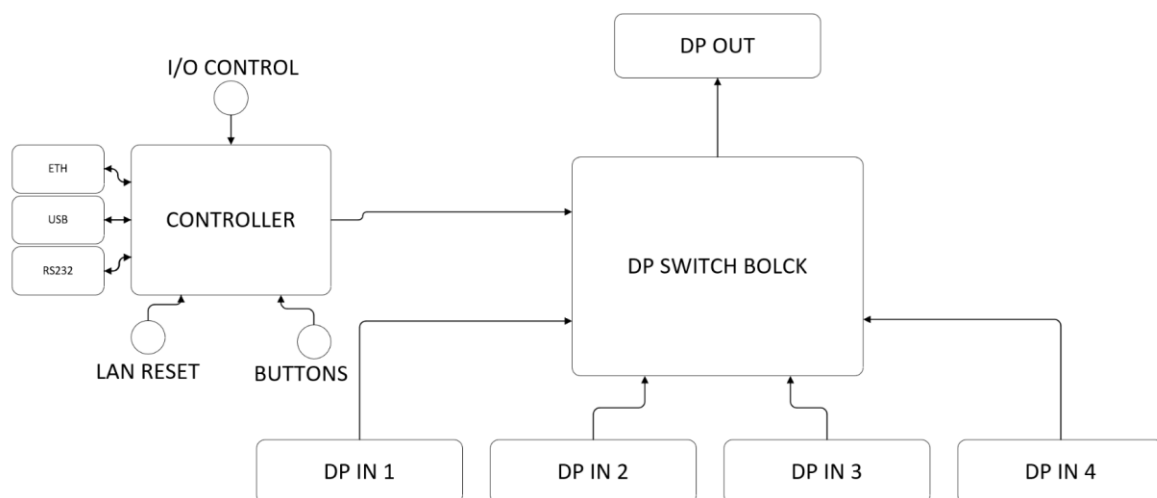 DP OUT
I/O CONTROL
ETH
USB
RS232
CONTROLLER
DP SWITCH BOLCK
LAN RESET
BUTTONS
DP IN 1
DP IN 2
DP IN 3
DP IN 4